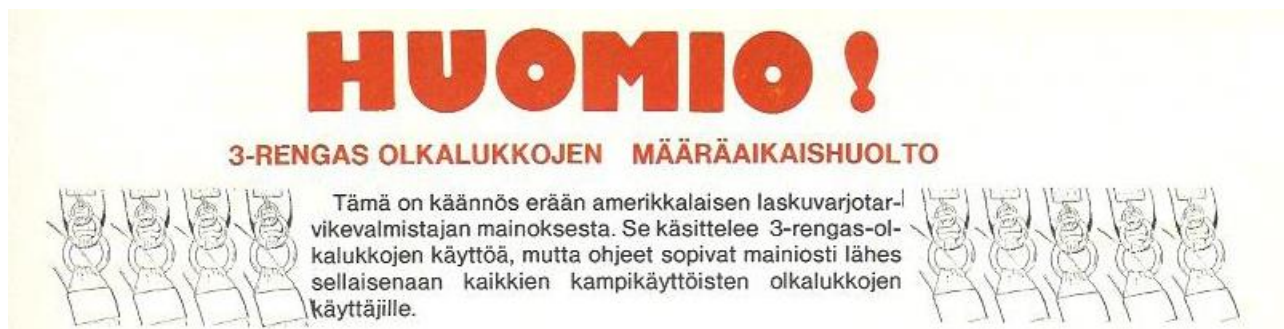 HUOMIO!
3-RENGAS OLKALUKKOJEN MÄÄRÄAIKAISHUOLTO
Tämä on käännös erään amerikkalaisen laskuvarjotar-
vikevalmistajan mainoksesta. Se käsittelee 3-rengas-ol-
kalukkojen käyttöä, mutta ohjeet sopivat mainiosti lähes
sellaisenaan kaikkien kampikäyttöisten olkalukkojen
käyttäjille.